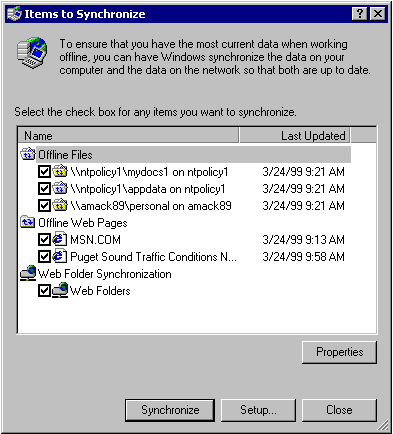 Items to Synchronize
To ensure that you have the most current data when working
offline, you can have Windows synchronize the data on your
computer and the data on the network so that both are up to date.
Select the check box for any items you want to synchronize.
Name Last Updated
Offline Files
\\ntpolicy1\mydocs1 on ntpolicy1 3/24/99 9:21 AM
\\ntpolicy1\appdata on ntpolicy1 3/24/99 9:21 AM
\\amack89\personal on amack89 3/24/99 9:21 AM
Offline Web Pages
MSN.COM 3/24/99 9:13 AM
Puget Sound Traffic Conditions N... 3/24/99 9:58 AM
Web Folder Synchronization
Web Folders
Properties
Synchronize Setup... Close